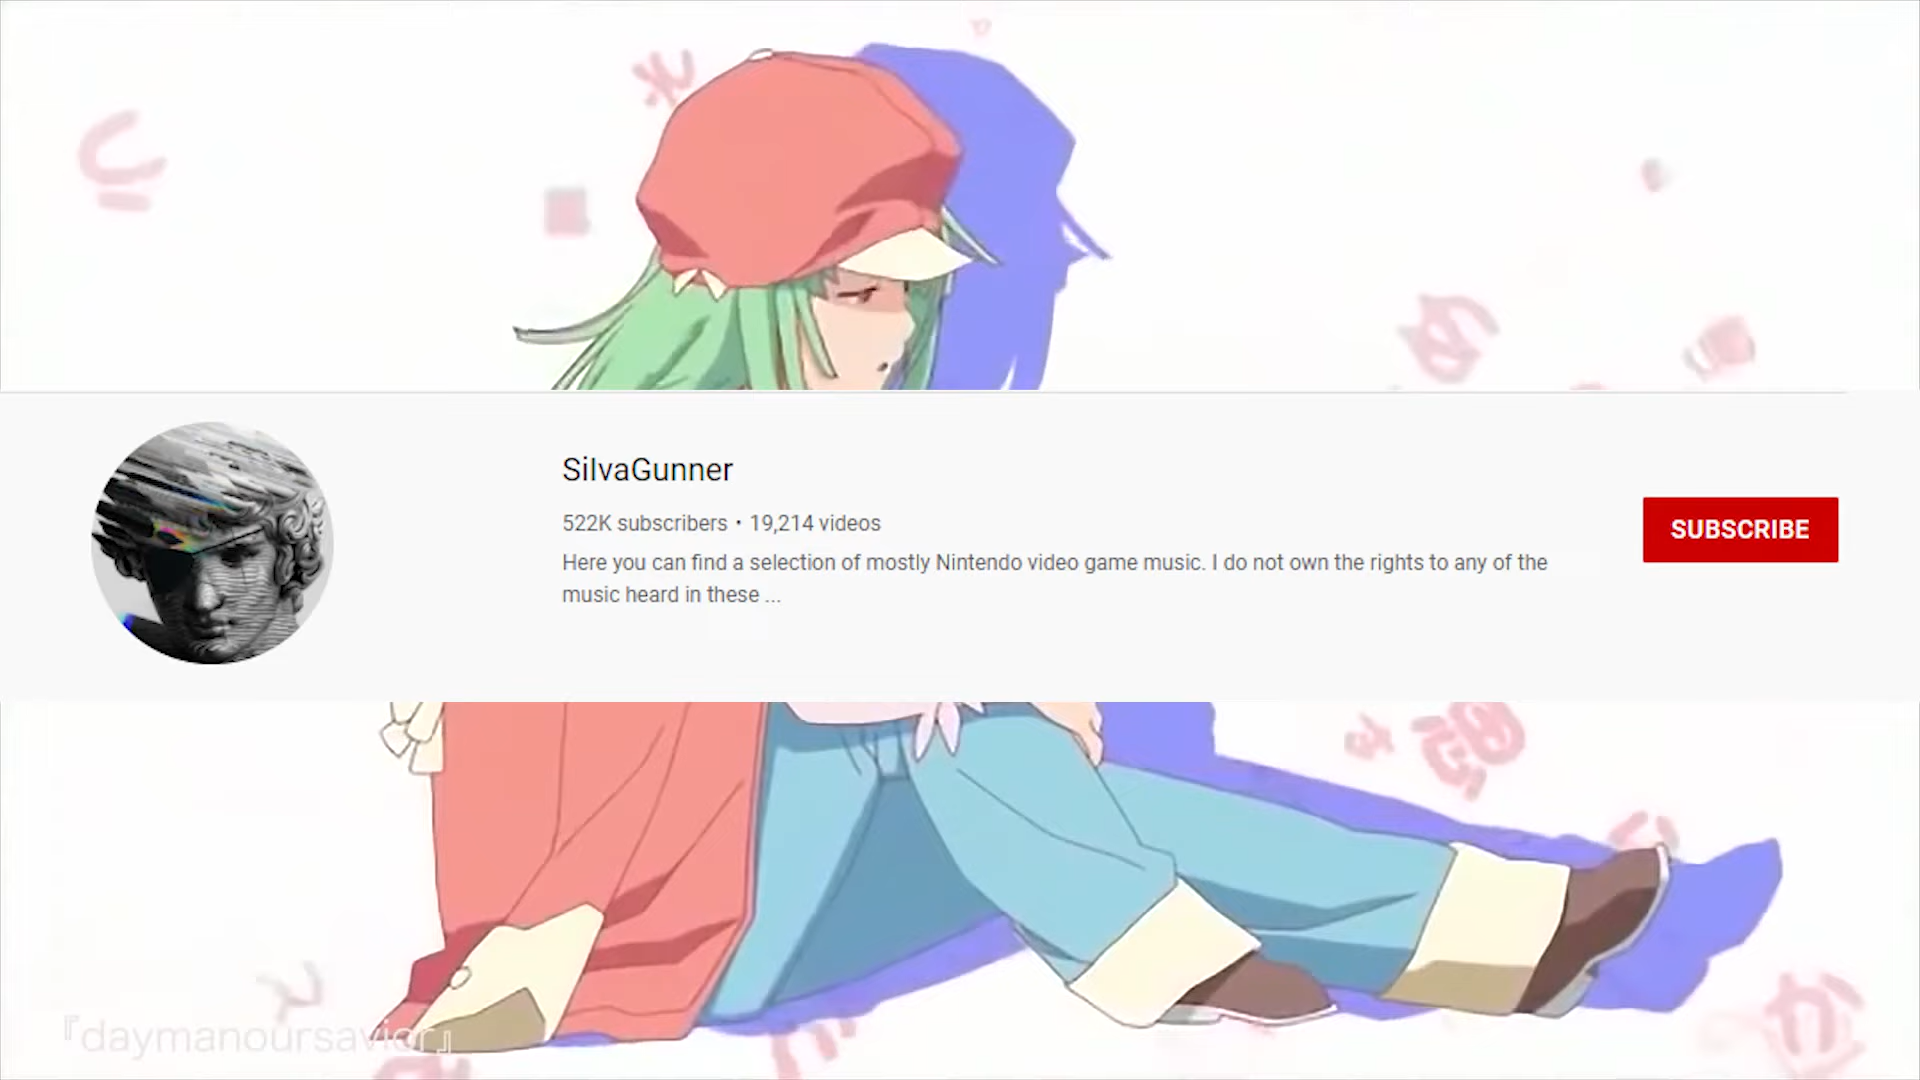 SilvaGunner
522K subscribers • 19,214 videos
Here you can find a selection of mostly Nintendo video game music. I do not own the rights to any of the
music heard in these ...
SUBSCRIBE
『daymanoursavior』